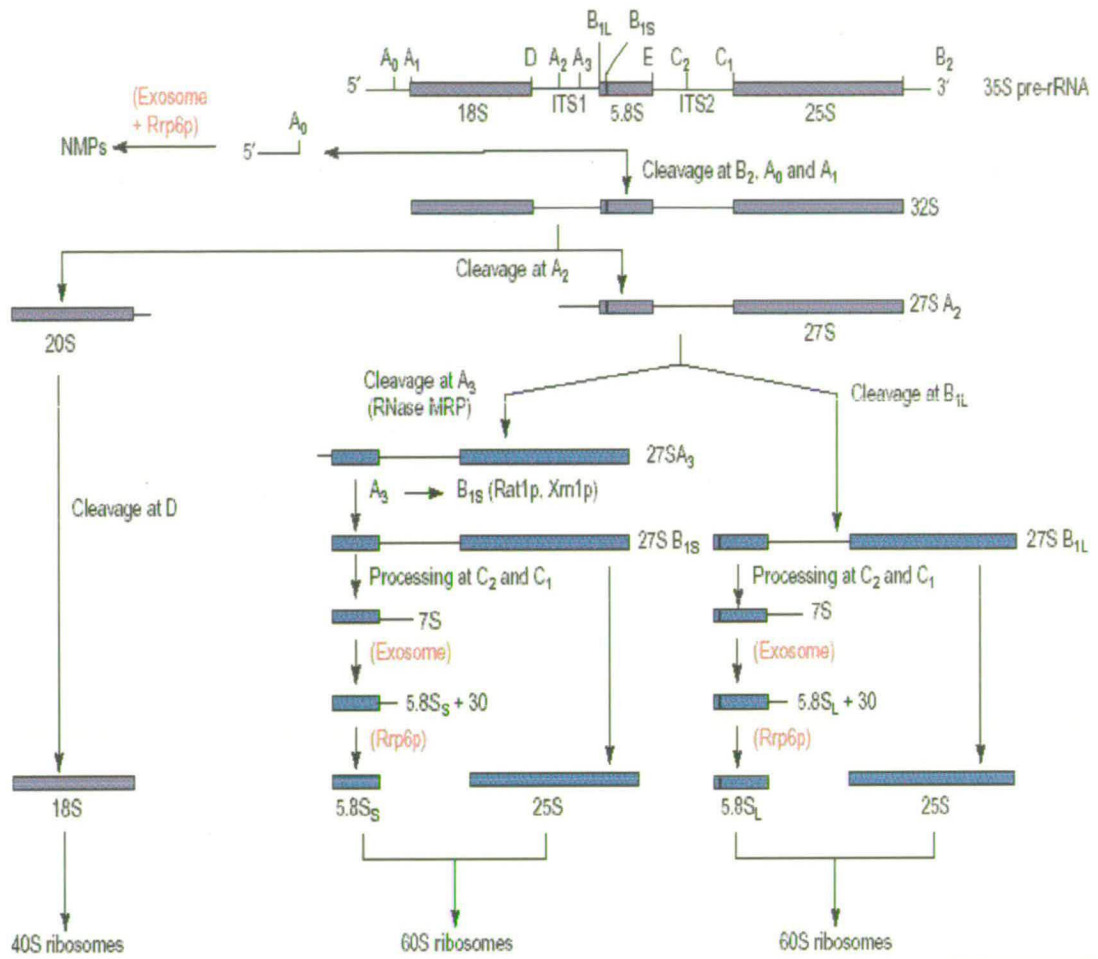 B1L B1S
A0 A1 D A2 A3 E C2 C1 B2
5′ 3′ 35S pre-rRNA
ITS1 ITS2
18S 5.8S 25S
(Exosome
+ Rrp6p)
NMPs 5′ A0
Cleavage at B2, A0 and A1
32S
Cleavage at A2
27S A2
20S 27S
Cleavage at A3
(RNase MRP)
Cleavage at B1L
27SA3
A3 B1S (Rat1p, Xrn1p)
Cleavage at D
27S B1S 27S B1L
Processing at C2 and C1 Processing at C2 and C1
7S 7S
(Exosome) (Exosome)
5.8SS + 30 5.8SL + 30
(Rrp6p) (Rrp6p)
18S 5.8SS 25S 5.8SL 25S
40S ribosomes 60S ribosomes 60S ribosomes